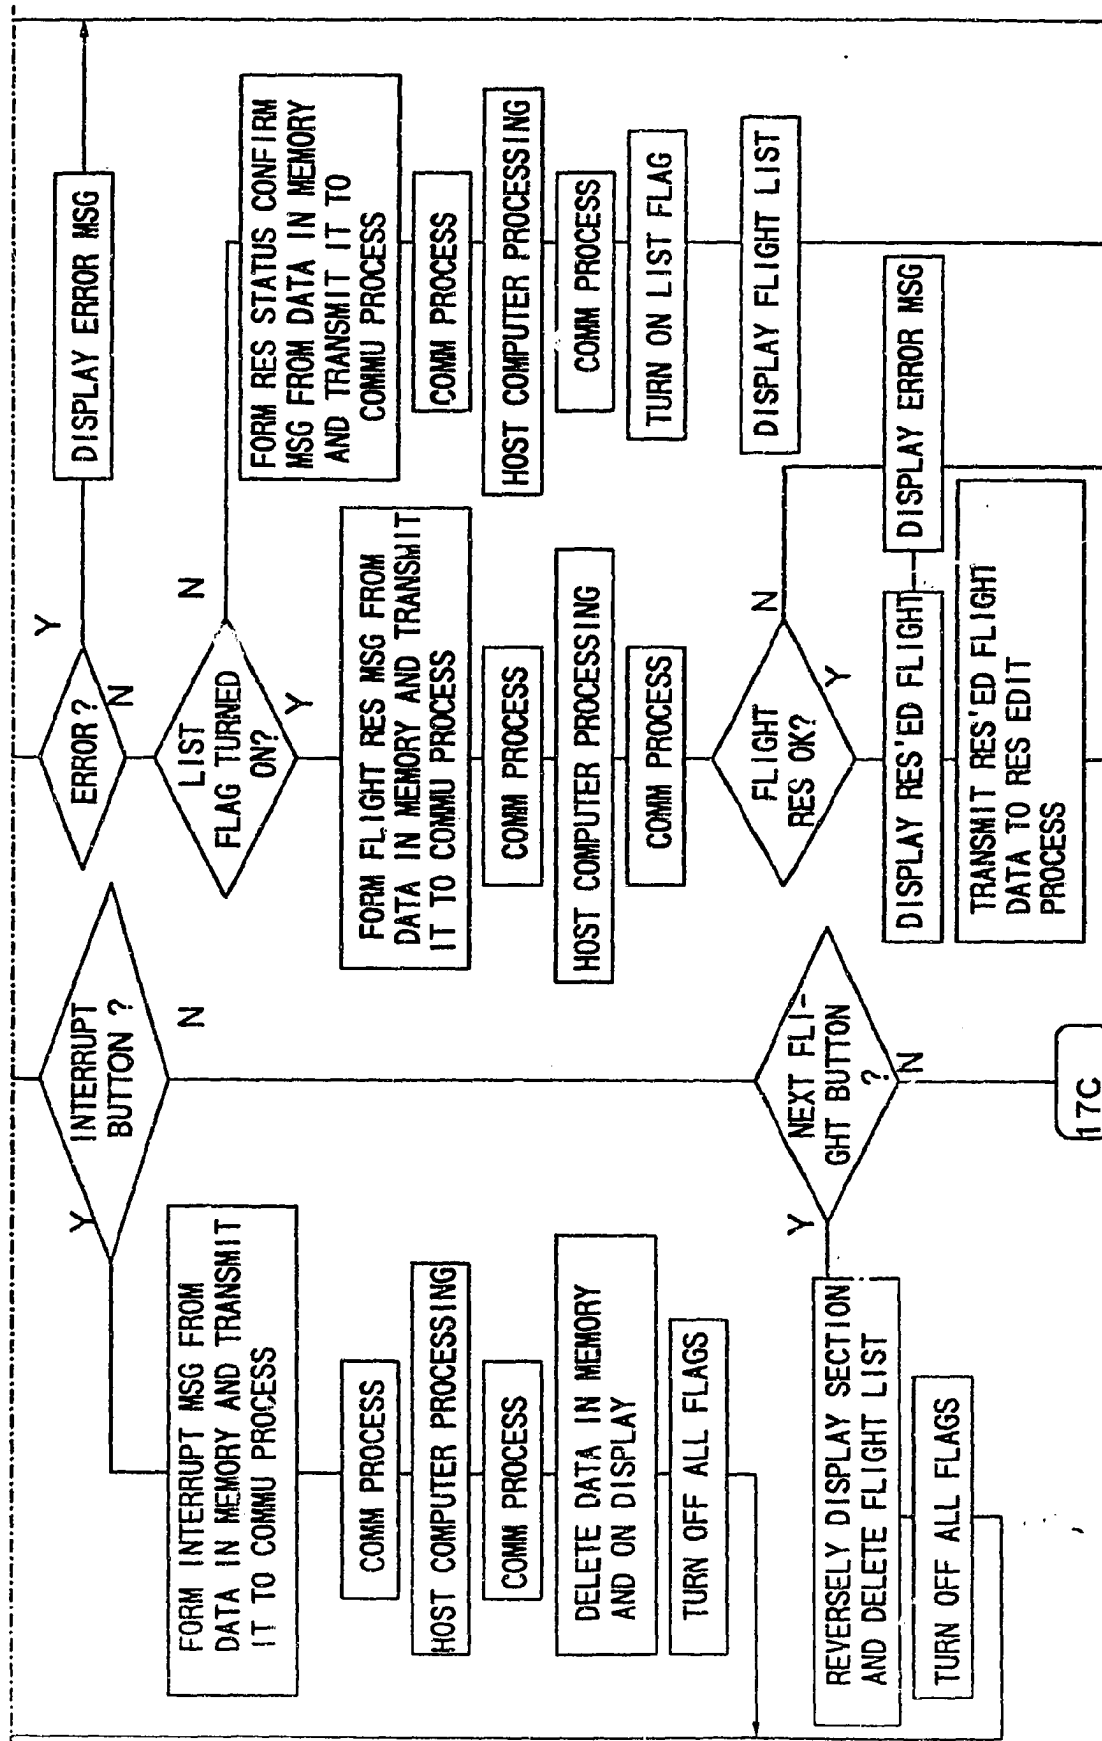 INTERRUPT
BUTTON ?
Y
N
FORM INTERRUPT MSG FROM
DATA IN MEMORY AND TRANSMIT
IT TO COMMU PROCESS
COMM PROCESS
HOST COMPUTER PROCESSING
COMM PROCESS
DELETE DATA IN MEMORY
AND ON DISPLAY
TURN OFF ALL FLAGS
NEXT FLI-
GHT BUTTON
?
Y
N
REVERSELY DISPLAY SECTION
AND DELETE FLIGHT LIST
TURN OFF ALL FLAGS
17C
ERROR?
Y
N
DISPLAY ERROR MSG
LIST
FLAG TURNED
ON?
N
Y
FORM FLIGHT RES MSG FROM
DATA IN MEMORY AND TRANSMIT
IT TO COMMU PROCESS
COMM PROCESS
HOST COMPUTER PROCESSING
COMM PROCESS
FLIGHT
RES OK?
N
Y
DISPLAY RES'ED FLIGHT
TRANSMIT RES'ED FLIGHT
DATA TO RES EDIT
PROCESS
DISPLAY ERROR MSG
FORM RES STATUS CONFIRM
MSG FROM DATA IN MEMORY
AND TRANSMIT IT TO
COMMU PROCESS
COMM PROCESS
HOST COMPUTER PROCESSING
COMM PROCESS
TURN ON LIST FLAG
DISPLAY FLIGHT LIST